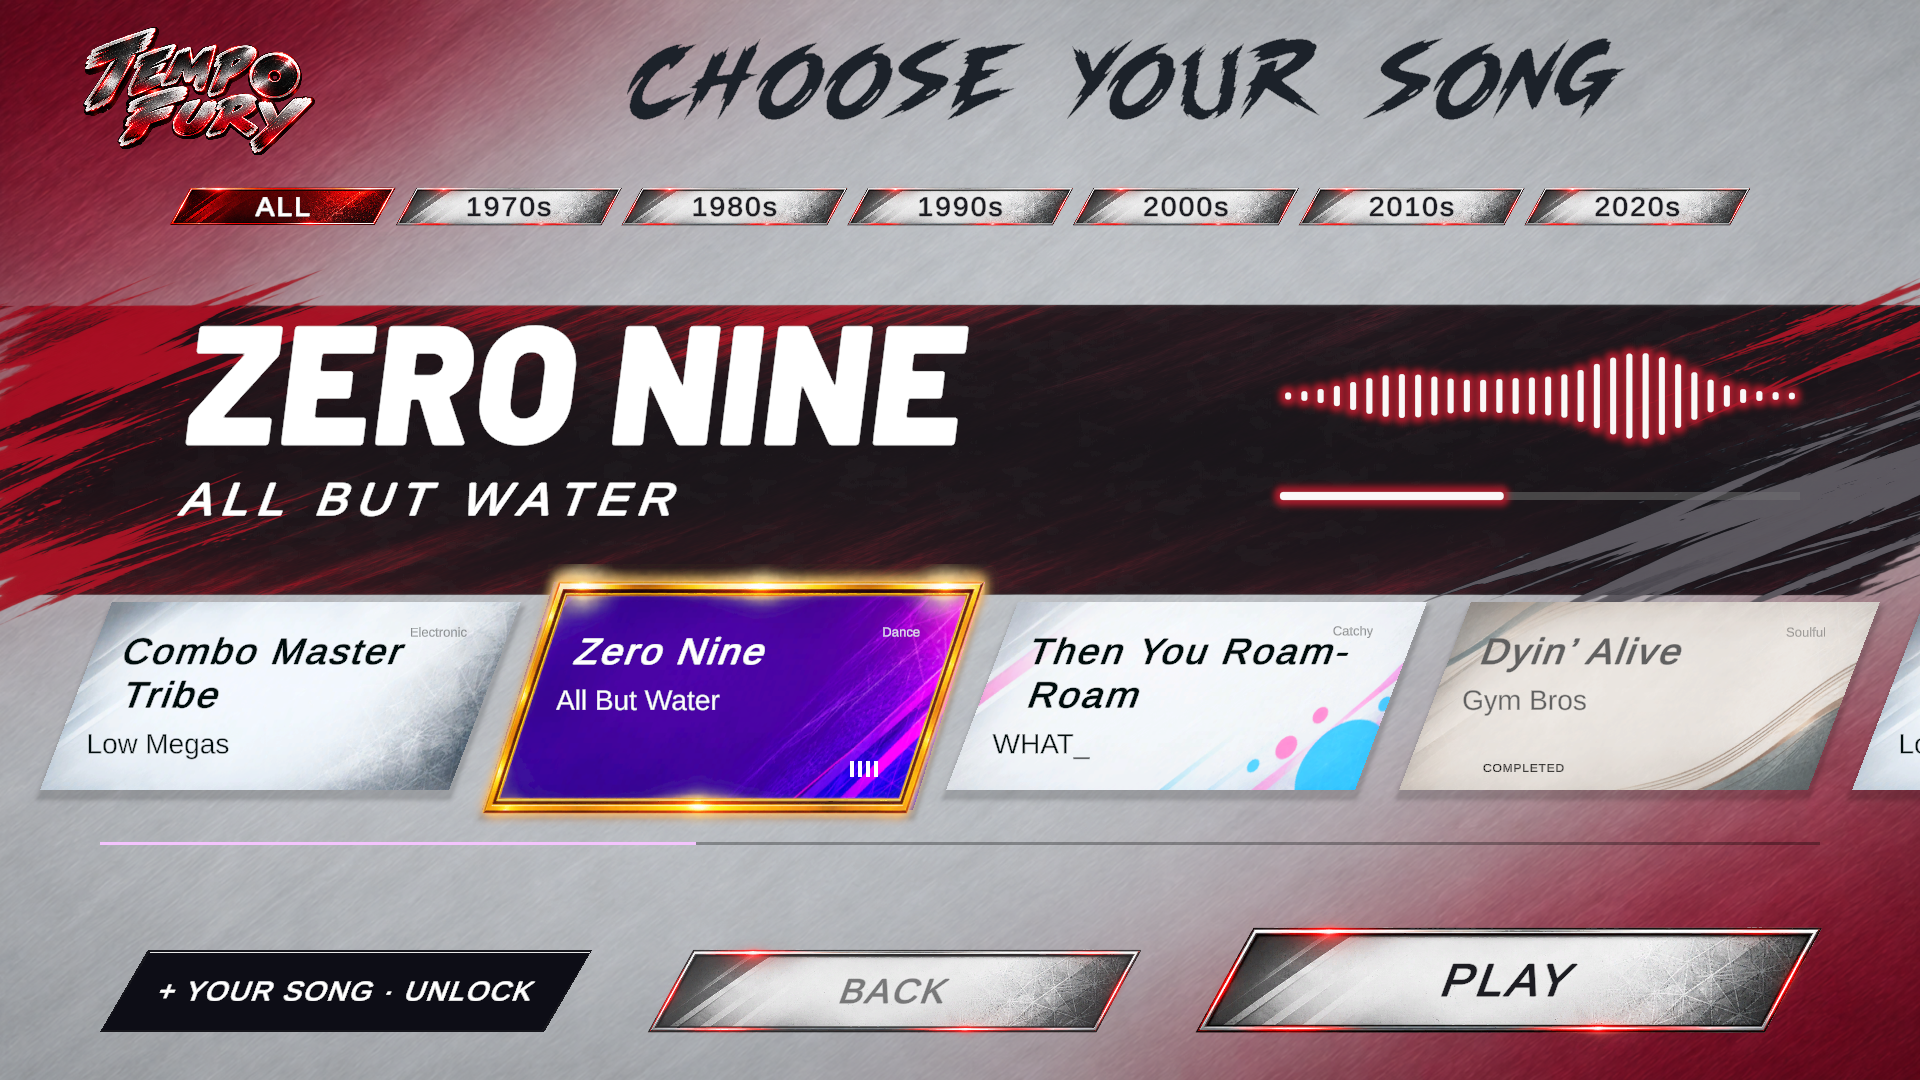 TEMPO
FURY
CHOOSE YOUR SONG
ALL
1970s
1980s
1990s
2000s
2010s
2020s
ZERO NINE
ALL BUT WATER
Electronic
Combo Master
Tribe
Low Megas
Dance
Zero Nine
All But Water
Catchy
Then You Roam-
Roam
WHAT_
Soulful
Dyin’ Alive
Gym Bros
COMPLETED
+ YOUR SONG · UNLOCK
BACK
PLAY